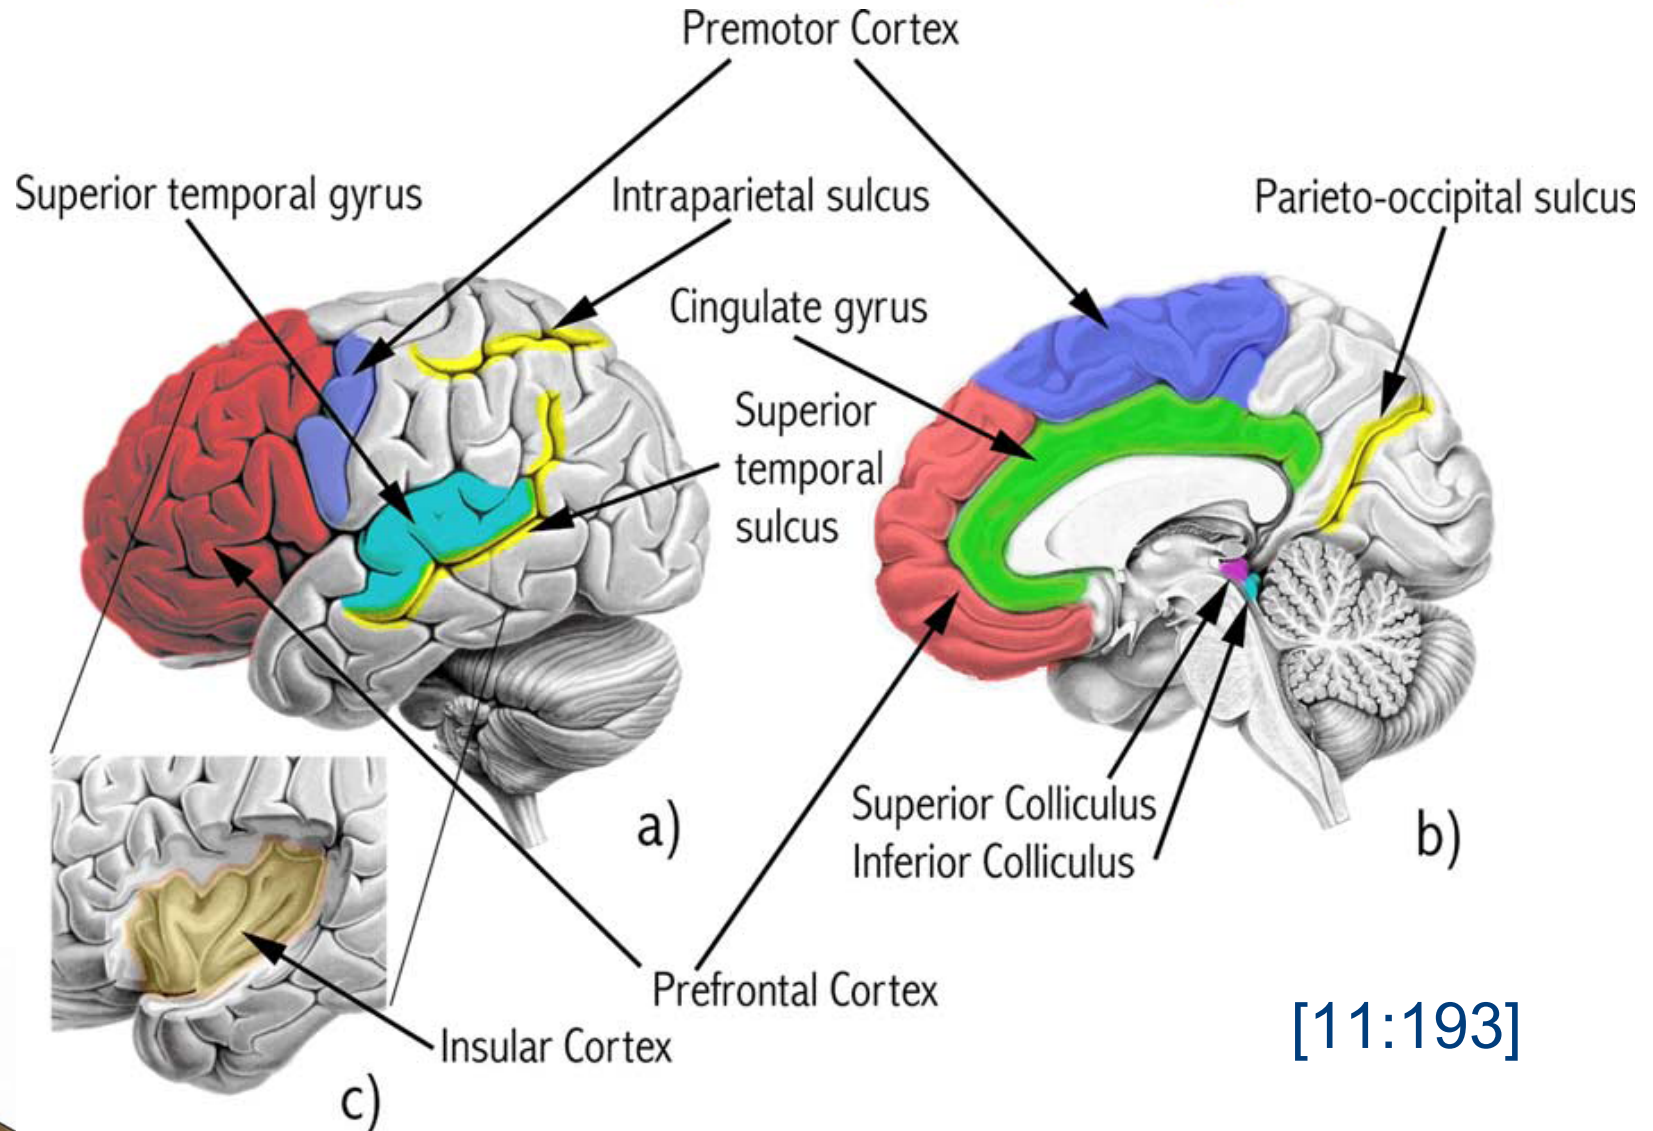 Premotor Cortex
Superior temporal gyrus
Intraparietal sulcus
Parieto-occipital sulcus
Cingulate gyrus
Superior
temporal
sulcus
a)
Superior Colliculus
Inferior Colliculus
b)
Prefrontal Cortex
Insular Cortex
c)
[11:193]